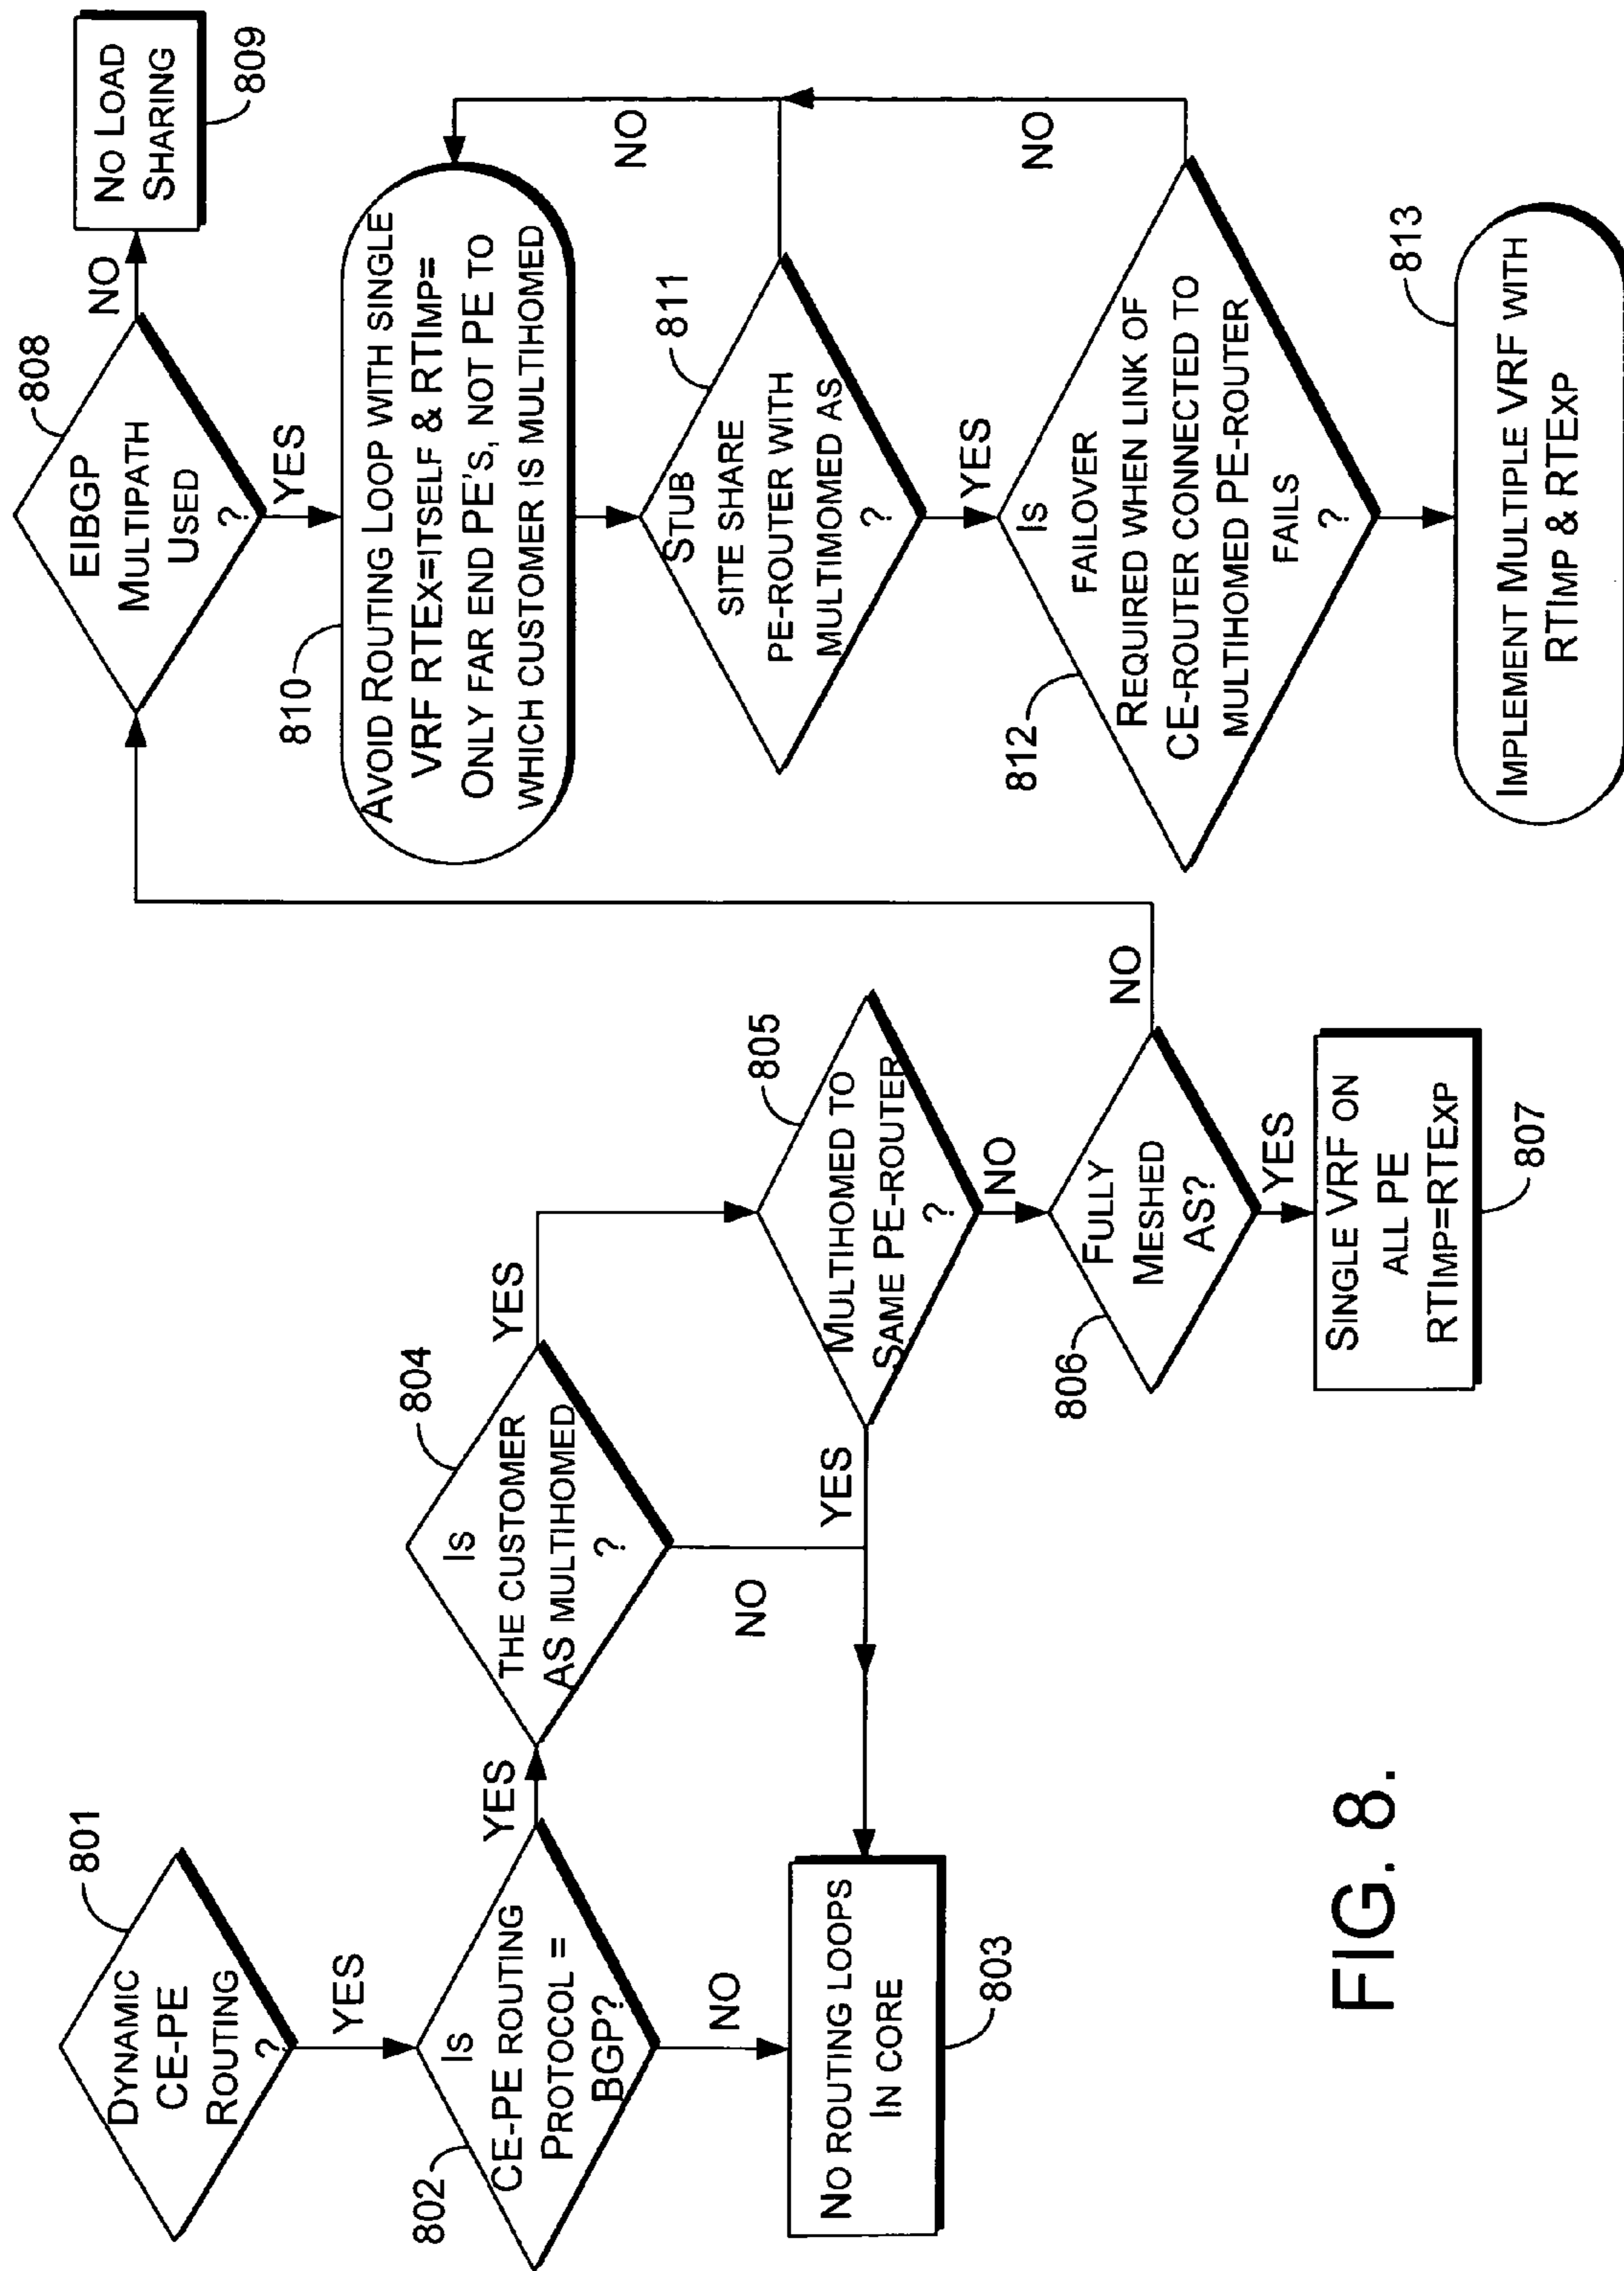 801
DYNAMIC
CE-PE
ROUTING
?
YES
802
IS
CE-PE ROUTING
PROTOCOL =
BGP?
YES
NO
NO ROUTING LOOPS
IN CORE
803
804
IS
THE CUSTOMER
AS MULTIHOMED
?
YES
NO
805
MULTIHOMED TO
SAME PE-ROUTER
?
YES
NO
806
FULLY
MESHED
AS?
NO
YES
SINGLE VRF ON
ALL PE
RTIMP=RTEXP
807
808
EIBGP
MULTIPATH
USED
?
NO
NO LOAD
SHARING
809
YES
810
AVOID ROUTING LOOP WITH SINGLE
VRF RTEX=ITSELF & RTIMP=
ONLY FAR END PE'S, NOT PE TO
WHICH CUSTOMER IS MULTIHOMED
811
STUB
SITE SHARE
PE-ROUTER WITH
MULTIMOMED AS
?
NO
YES
812
IS
FAILOVER
REQUIRED WHEN LINK OF
CE-ROUTER CONNECTED TO
MULTIHOMED PE-ROUTER
FAILS
?
NO
813
IMPLEMENT MULTIPLE VRF WITH
RTIMP & RTEXP
FIG. 8.